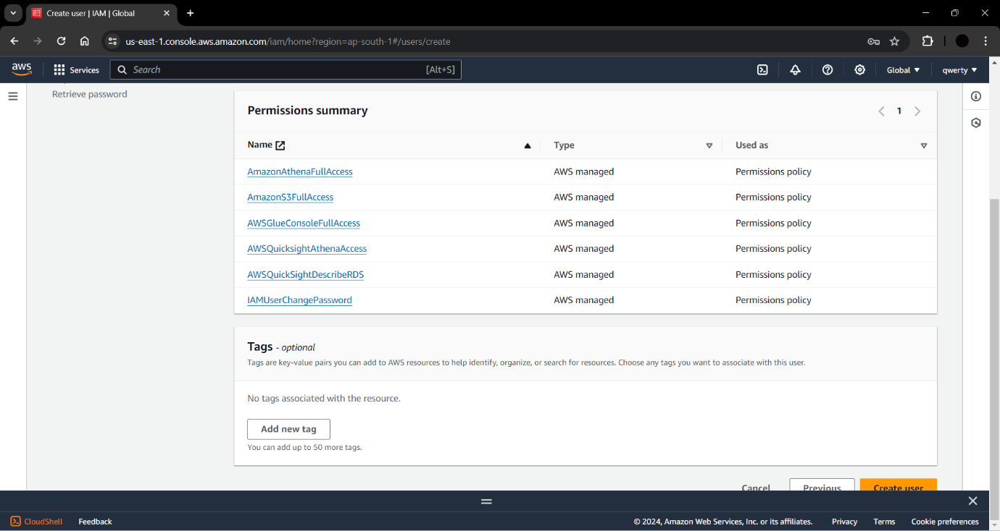 Create user | IAM | Global
us-east-1.console.aws.amazon.com/iam/home?region=ap-south-1#/users/create
aws Services Search [Alt+S] Global qwerty
Retrieve password
Permissions summary 1
Name Type Used as
AmazonAthenaFullAccess AWS managed Permissions policy
AmazonS3FullAccess AWS managed Permissions policy
AWSGlueConsoleFullAccess AWS managed Permissions policy
AWSQuicksightAthenaAccess AWS managed Permissions policy
AWSQuickSightDescribeRDS AWS managed Permissions policy
IAMUserChangePassword AWS managed Permissions policy
Tags - optional
Tags are key-value pairs you can add to AWS resources to help identify, organize, or search for resources. Choose any tags you want to associate with this user.
No tags associated with the resource.
Add new tag
You can add up to 50 more tags.
Cancel Previous Create user
CloudShell Feedback © 2024, Amazon Web Services, Inc. or its affiliates. Privacy Terms Cookie preferences